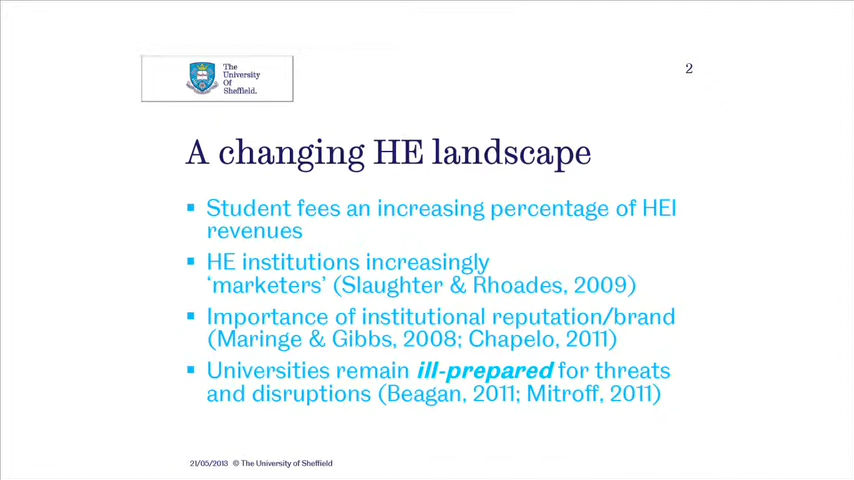 The
University
Of
Sheffield.
2
A changing HE landscape
▪ Student fees an increasing percentage of HEI
revenues
▪ HE institutions increasingly
‘marketers’ (Slaughter & Rhoades, 2009)
▪ Importance of institutional reputation/brand
(Maringe & Gibbs, 2008; Chapelo, 2011)
▪ Universities remain ill-prepared for threats
and disruptions (Beagan, 2011; Mitroff, 2011)
21/05/2013 © The University of Sheffield